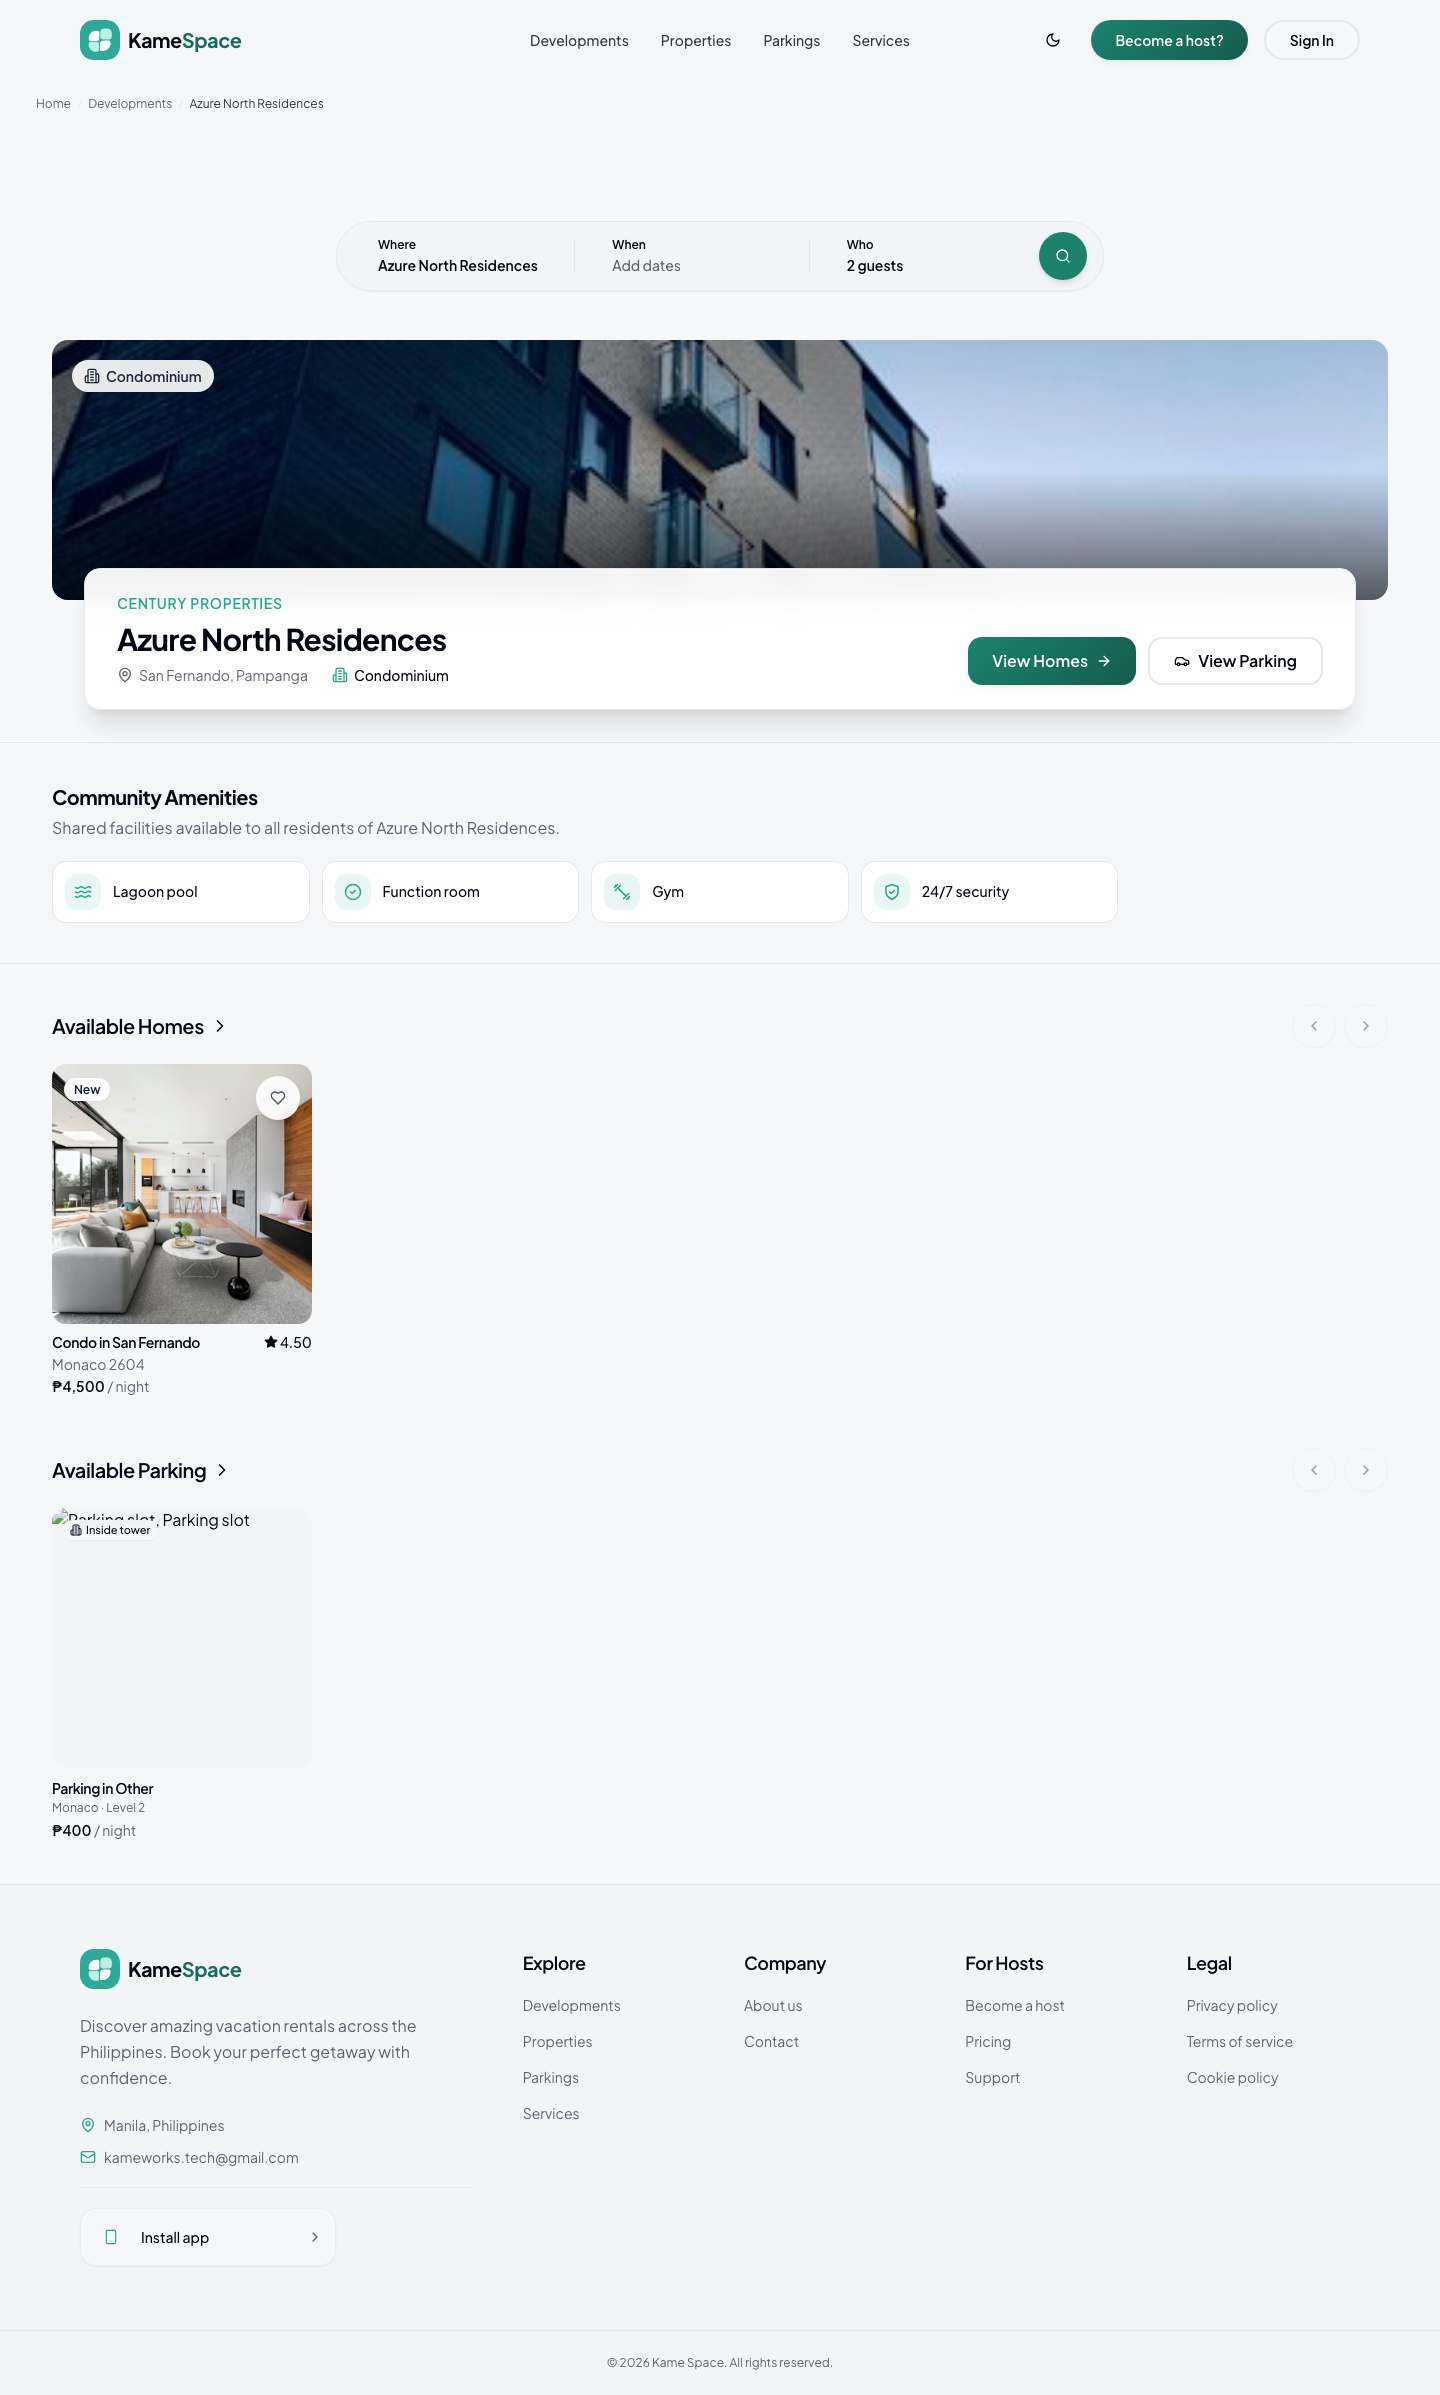 KameSpace
Developments
Properties
Parkings
Services
Become a host?
Sign In
Home / Developments / Azure North Residences
Where
Azure North Residences
When
Add dates
Who
2 guests
Condominium
CENTURY PROPERTIES
Azure North Residences
San Fernando, Pampanga
Condominium
View Homes
View Parking
Community Amenities
Shared facilities available to all residents of Azure North Residences.
Lagoon pool
Function room
Gym
24/7 security
Available Homes
New
Condo in San Fernando
4.50
Monaco 2604
₱4,500 / night
Available Parking
Parking slot, Parking slot
Inside tower
Parking in Other
Monaco · Level 2
₱400 / night
KameSpace
Discover amazing vacation rentals across the
Philippines. Book your perfect getaway with
confidence.
Manila, Philippines
kameworks.tech@gmail.com
Install app
Explore
Developments
Properties
Parkings
Services
Company
About us
Contact
For Hosts
Become a host
Pricing
Support
Legal
Privacy policy
Terms of service
Cookie policy
© 2026 Kame Space. All rights reserved.